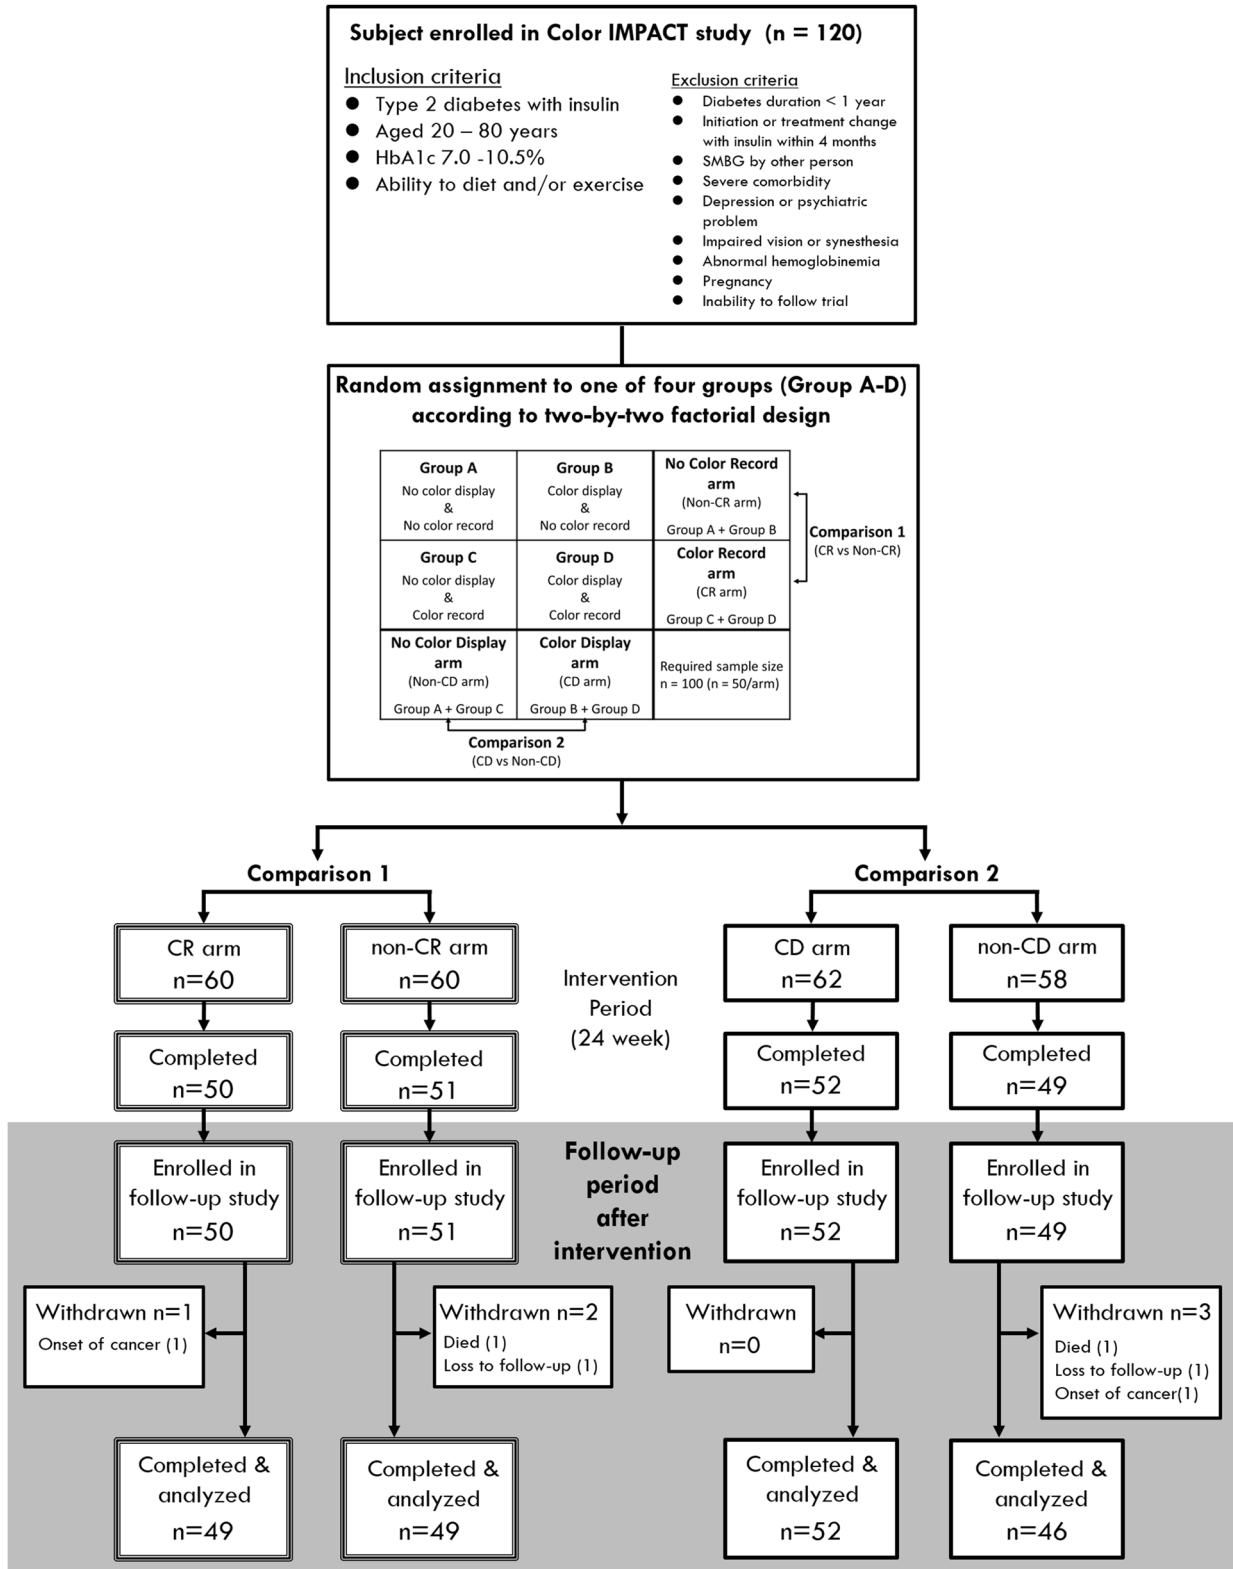 Subject enrolled in Color IMPACT study (n = 120)
Inclusion criteria
● Type 2 diabetes with insulin
● Aged 20 – 80 years
● HbA1c 7.0 -10.5%
● Ability to diet and/or exercise
Exclusion criteria
● Diabetes duration < 1 year
● Initiation or treatment change
with insulin within 4 months
● SMBG by other person
● Severe comorbidity
● Depression or psychiatric
problem
● Impaired vision or synesthesia
● Abnormal hemoglobinemia
● Pregnancy
● Inability to follow trial
Random assignment to one of four groups (Group A-D)
according to two-by-two factorial design
Group A
No color display
&
No color record
Group B
Color display
&
No color record
No Color Record
arm
(Non-CR arm)
Group A + Group B
Group C
No color display
&
Color record
Group D
Color display
&
Color record
Color Record
arm
(CR arm)
Group C + Group D
Comparison 1
(CR vs Non-CR)
No Color Display
arm
(Non-CD arm)
Group A + Group C
Color Display
arm
(CD arm)
Group B + Group D
Required sample size
n = 100 (n = 50/arm)
Comparison 2
(CD vs Non-CD)
Comparison 1
Comparison 2
CR arm
n=60
non-CR arm
n=60
Intervention
Period
(24 week)
CD arm
n=62
non-CD arm
n=58
Completed
n=50
Completed
n=51
Completed
n=52
Completed
n=49
Enrolled in
follow-up study
n=50
Enrolled in
follow-up study
n=51
Follow-up
period
after
intervention
Enrolled in
follow-up study
n=52
Enrolled in
follow-up study
n=49
Withdrawn n=1
Onset of cancer (1)
Withdrawn n=2
Died (1)
Loss to follow-up (1)
Withdrawn
n=0
Withdrawn n=3
Died (1)
Loss to follow-up (1)
Onset of cancer(1)
Completed &
analyzed
n=49
Completed &
analyzed
n=49
Completed &
analyzed
n=52
Completed &
analyzed
n=46